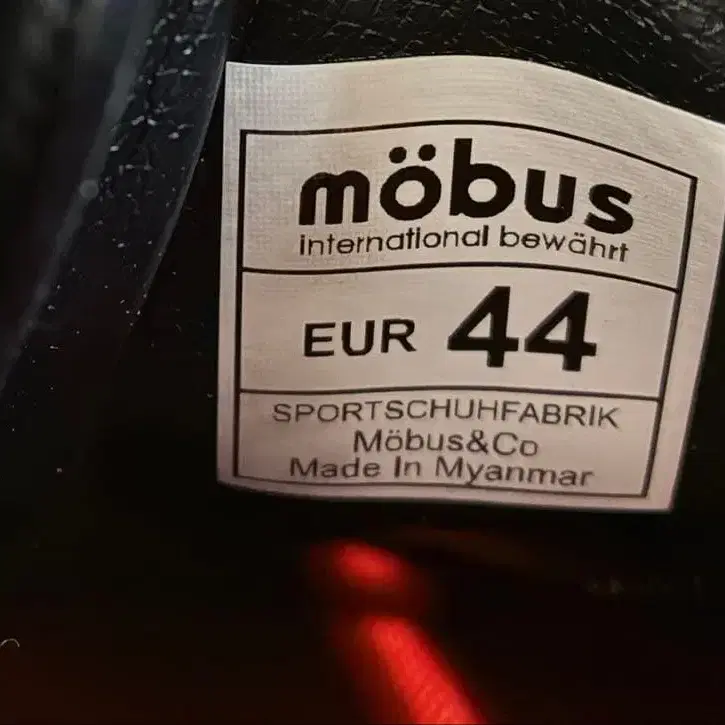 möbus
international bewährt
EUR 44
SPORTSCHUHFABRIK
Möbus&Co
Made In Myanmar